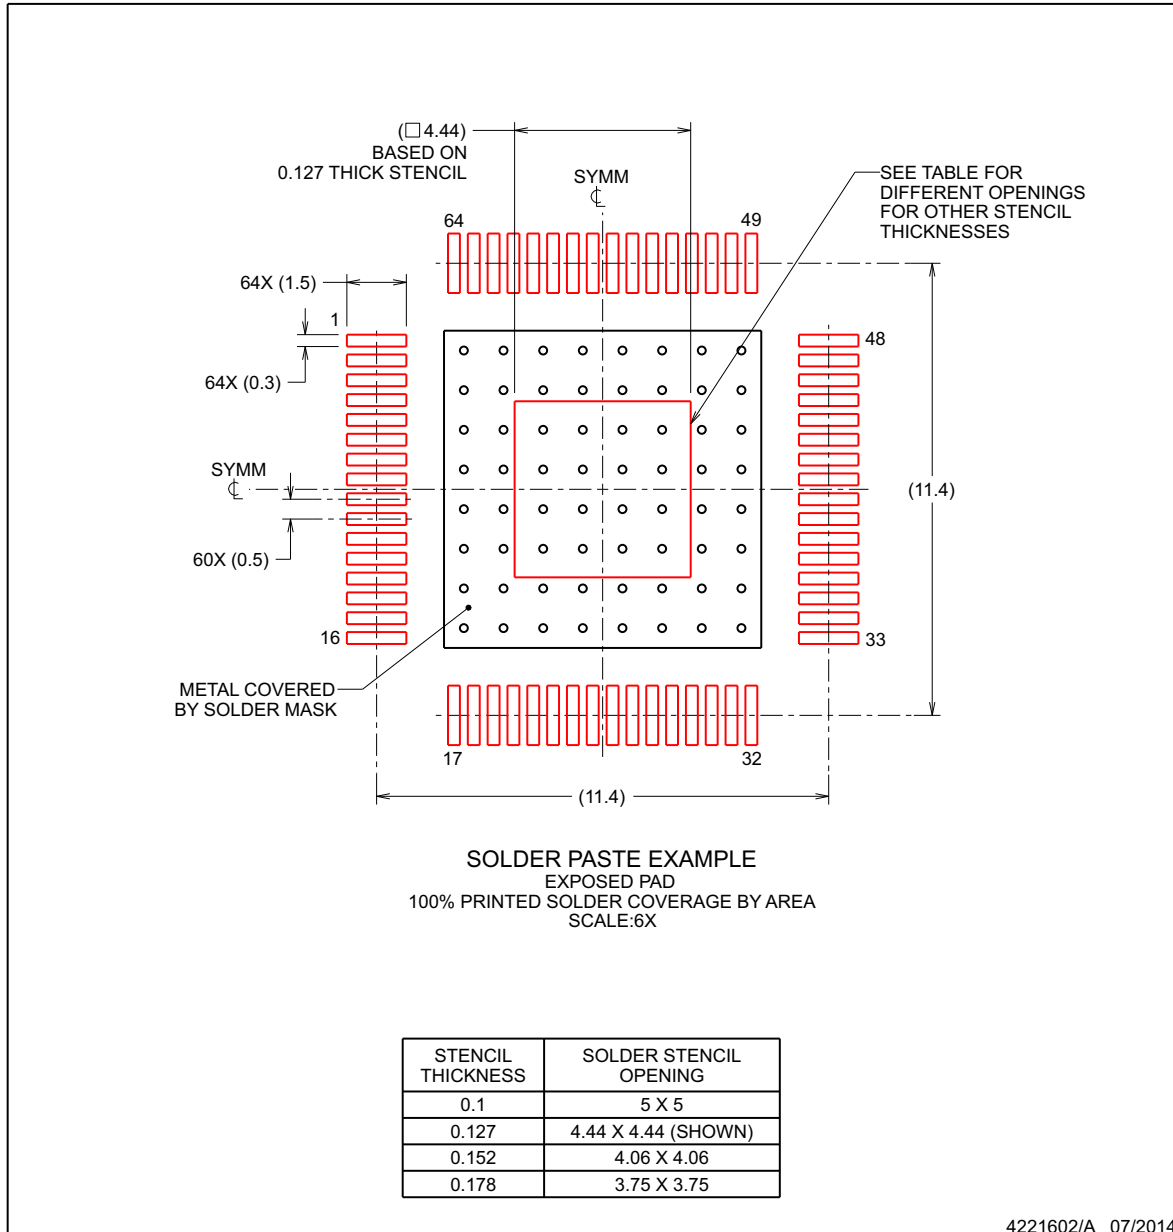 (□ 4.44)
BASED ON
0.127 THICK STENCIL
SYMM
℄
SEE TABLE FOR
DIFFERENT OPENINGS
FOR OTHER STENCIL
THICKNESSES
64
49
64X (1.5)
1
48
64X (0.3)
SYMM
℄
(11.4)
60X (0.5)
16
33
METAL COVERED
BY SOLDER MASK
17
32
(11.4)
SOLDER PASTE EXAMPLE
EXPOSED PAD
100% PRINTED SOLDER COVERAGE BY AREA
SCALE:6X
STENCIL THICKNESS
SOLDER STENCIL OPENING
0.1 5 X 5
0.127 4.44 X 4.44 (SHOWN)
0.152 4.06 X 4.06
0.178 3.75 X 3.75
4221602/A 07/2014